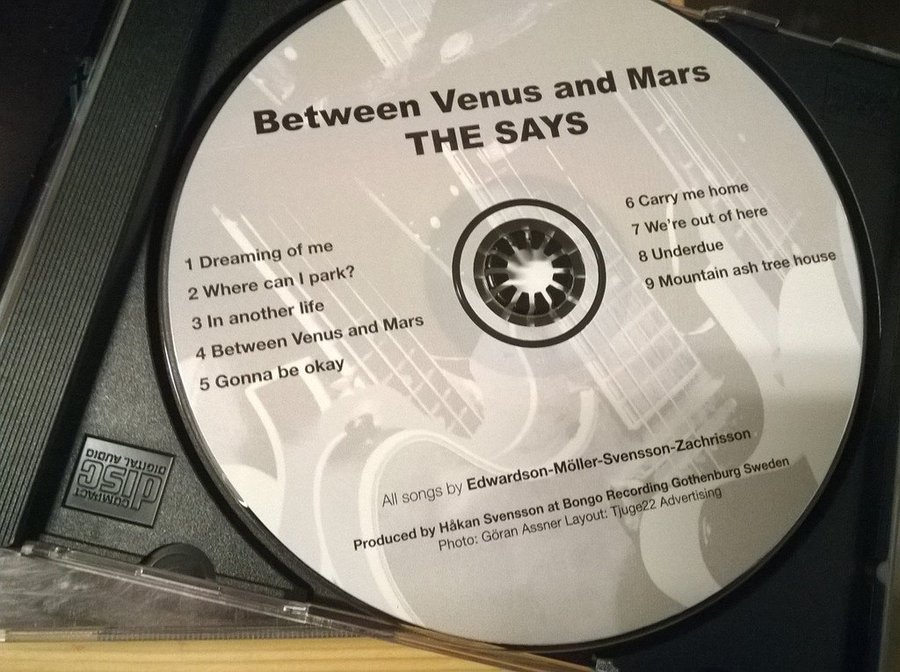 Between Venus and Mars
THE SAYS
1 Dreaming of me
2 Where can I park?
3 In another life
4 Between Venus and Mars
5 Gonna be okay
6 Carry me home
7 We're out of here
8 Underdue
9 Mountain ash tree house
All songs by Edwardson-Möller-Svensson-Zachrisson
Produced by Håkan Svensson at Bongo Recording Gothenburg Sweden
Photo: Göran Assner Layout: Tjuge22 Advertising
COMPACT
disc
DIGITAL AUDIO